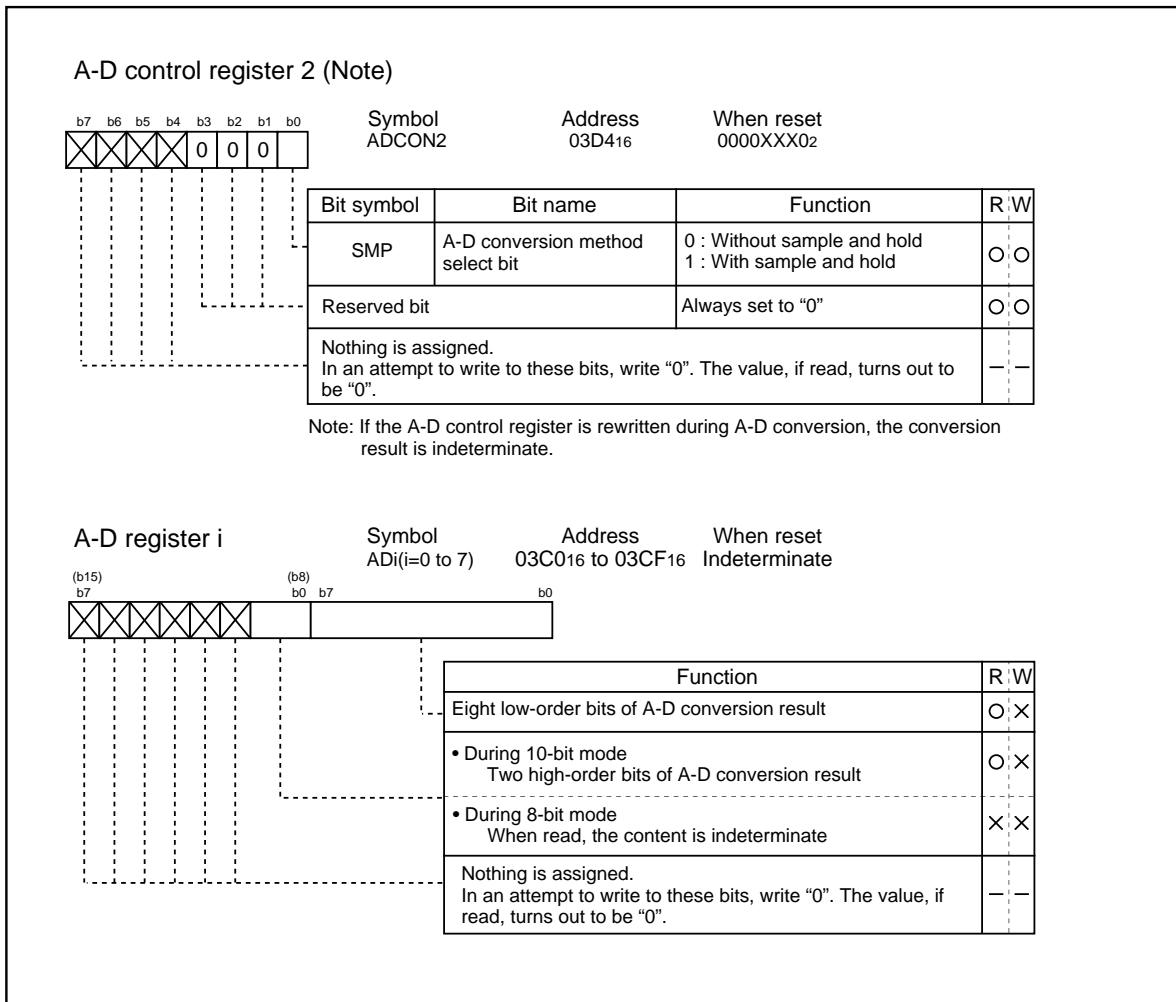 A-D control register 2 (Note)
Symbol Address When reset
b7 b6 b5 b4 b3 b2 b1 b0
ADCON2 03D416 0000XXX02
0 0 0
Bit symbol Bit name Function R W
SMP
A-D conversion method
select bit
0 : Without sample and hold
1 : With sample and hold
Reserved bit Always set to “0”
Nothing is assigned.
In an attempt to write to these bits, write “0”. The value, if read, turns out to
be “0”.
Note: If the A-D control register is rewritten during A-D conversion, the conversion
result is indeterminate.
A-D register i
Symbol Address When reset
ADi(i=0 to 7) 03C016 to 03CF16 Indeterminate
(b15) (b8)
b7 b0 b7 b0
Function R W
Eight low-order bits of A-D conversion result
• During 10-bit mode
Two high-order bits of A-D conversion result
• During 8-bit mode
When read, the content is indeterminate
Nothing is assigned.
In an attempt to write to these bits, write “0”. The value, if
read, turns out to be “0”.